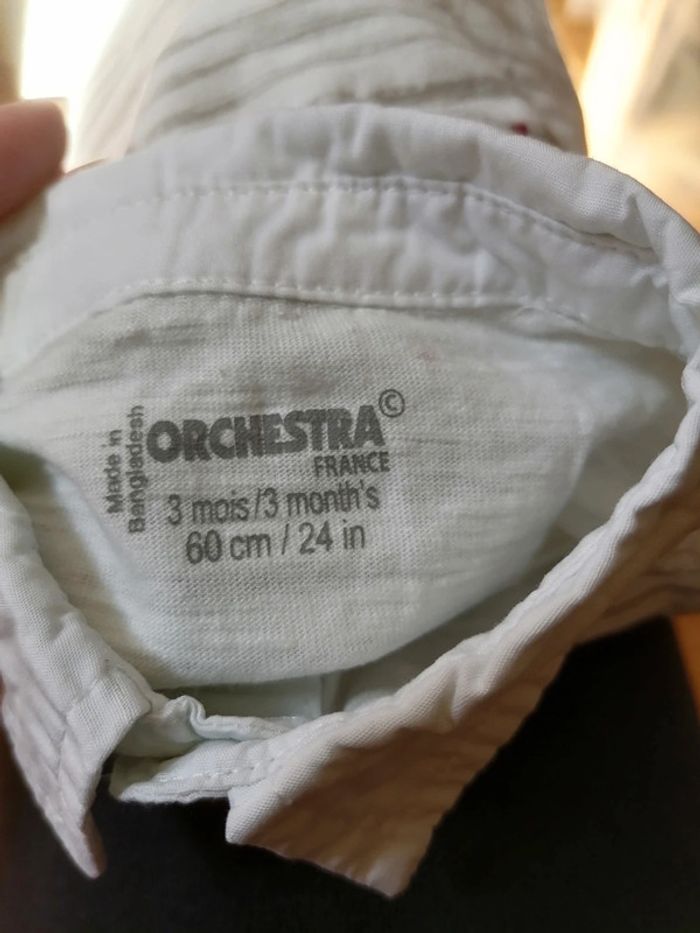 Made in
Bangladesh
ORCHESTRA©
FRANCE
3 mois/3 month's
60 cm / 24 in